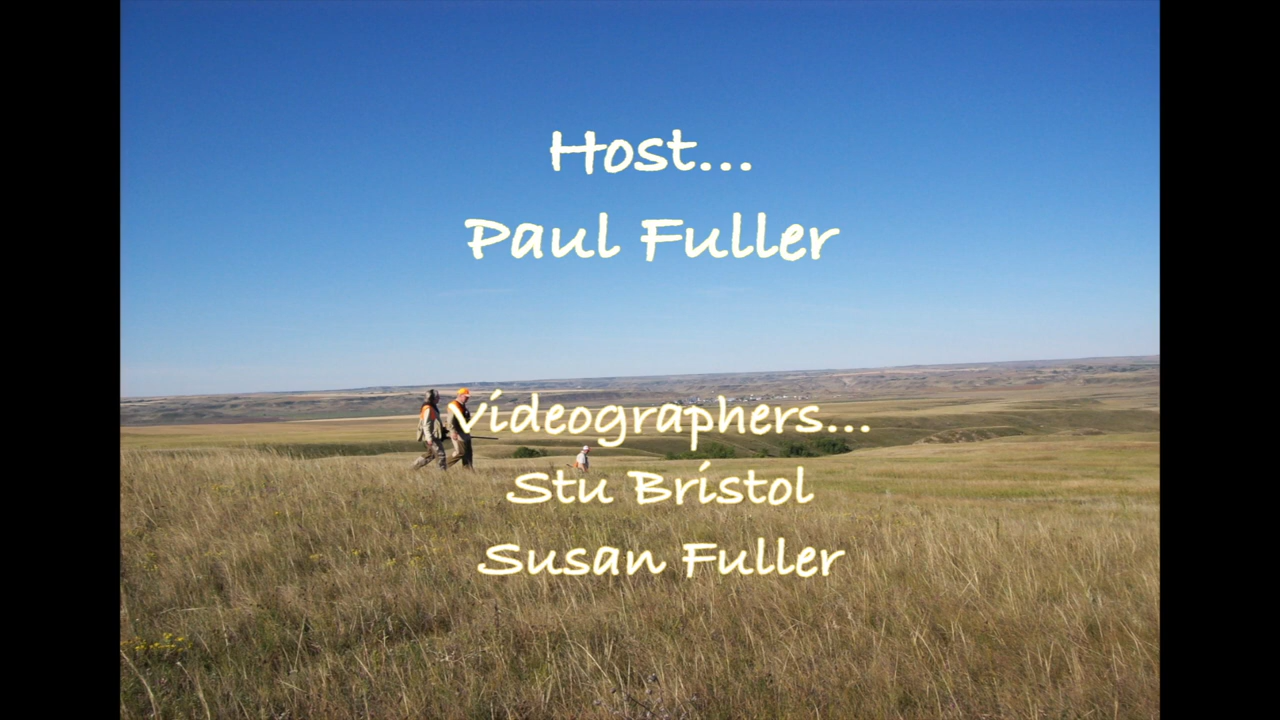 Host...
Paul Fuller
Videographers...
Stu Bristol
Susan Fuller